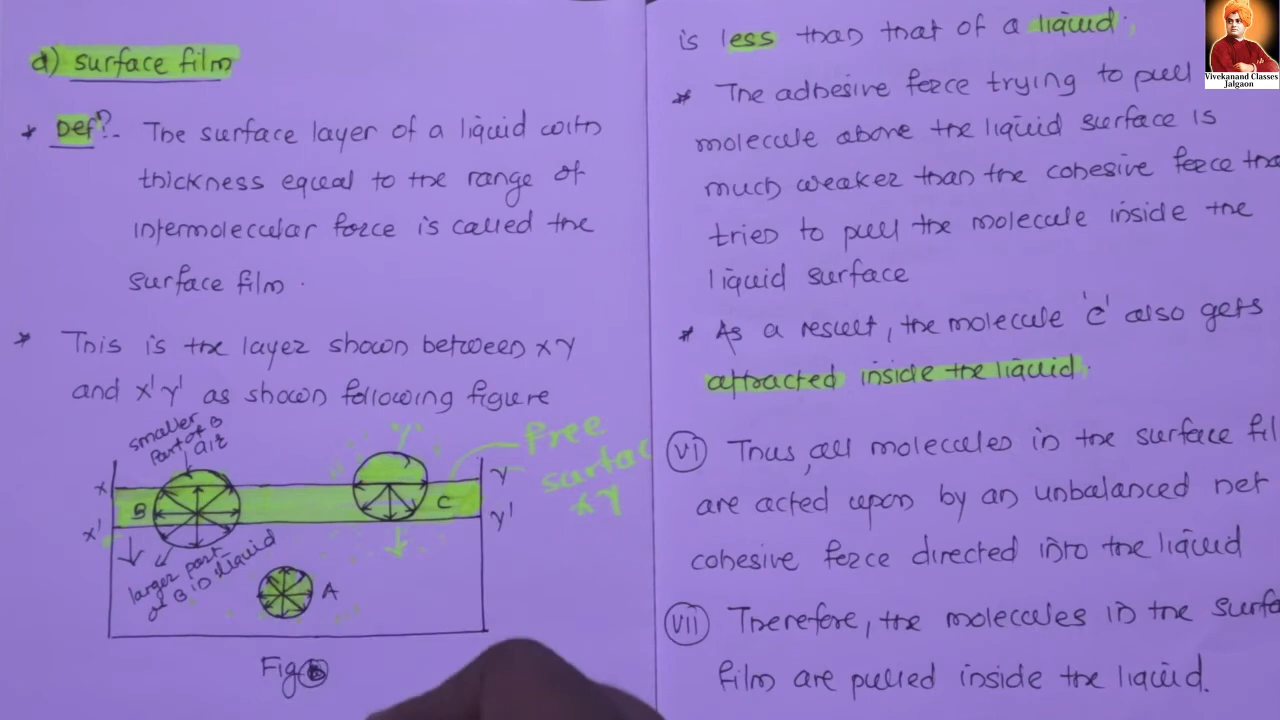 d) surface film
* Defn:- The surface layer of a liquid with
thickness equal to the range of
intermolecular force is called the
surface film.
* This is the layer shown between XY
and X'Y' as shown following figure
smaller
part of B
air
free
surfac
XY
X
Y
B
C
X'
Y'
larger part
of B in liquid
A
Fig b
is less than that of a liquid.
* The adhesive force trying to pull
molecule above the liquid surface is
much weaker than the cohesive force tha
tries to pull the molecule inside the
liquid surface
* As a result, the molecule 'c' also gets
attracted inside the liquid.
vi Thus, all molecules in the surface fil
are acted upon by an unbalanced net
cohesive force directed into the liquid
vii Therefore, the molecules in the surfa
film are pulled inside the liquid.
Vivekanand Classes
Jalgaon